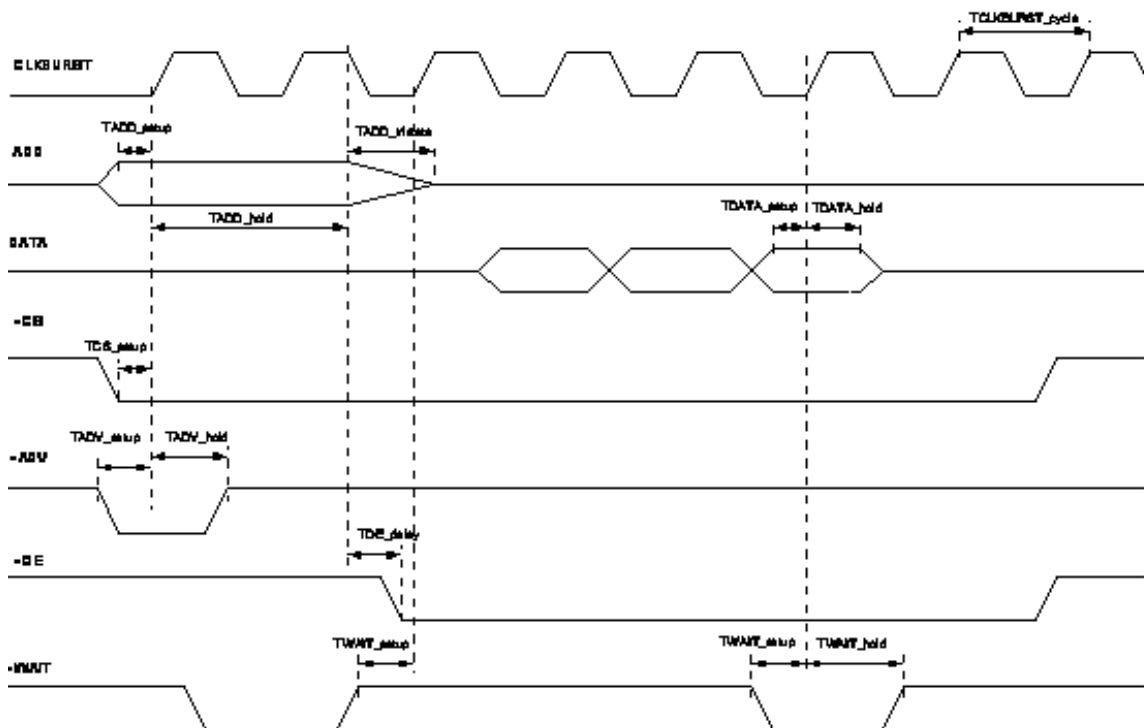 TCLKBURST_cycle
CLKBURST
TADD_setup
TADD_tristate
ADD
TADD_hold
TDATA_setup TDATA_hold
DATA
~CS
TCS_setup
TADV_setup TADV_hold
~ADV
TOE_delay
~OE
TWAIT_setup
TWAIT_setup TWAIT_hold
~WAIT